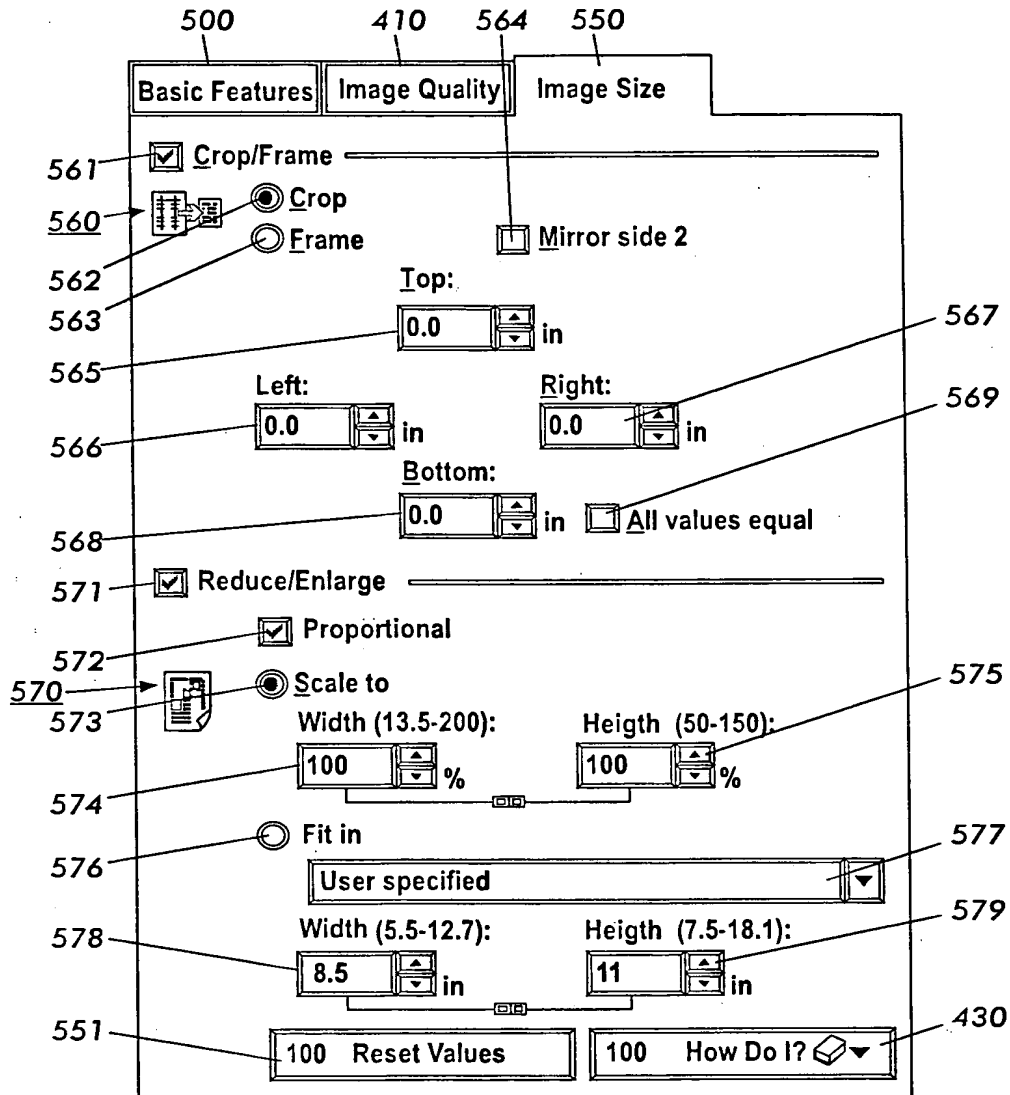 500 410 564 550
Basic Features Image Quality Image Size
561 Crop/Frame
560 Crop
Frame Mirror side 2
562
563 Top:
0.0 in 567
565
Left: Right:
0.0 in 0.0 in 569
566
Bottom:
0.0 in All values equal
568
571 Reduce/Enlarge
Proportional
572
570 Scale to 575
573
Width (13.5-200): Heigth (50-150):
100 % 100 %
574
Fit in
576 577
User specified
Width (5.5-12.7): Heigth (7.5-18.1): 579
578
8.5 in 11 in
551 430
100 Reset Values 100 How Do I?